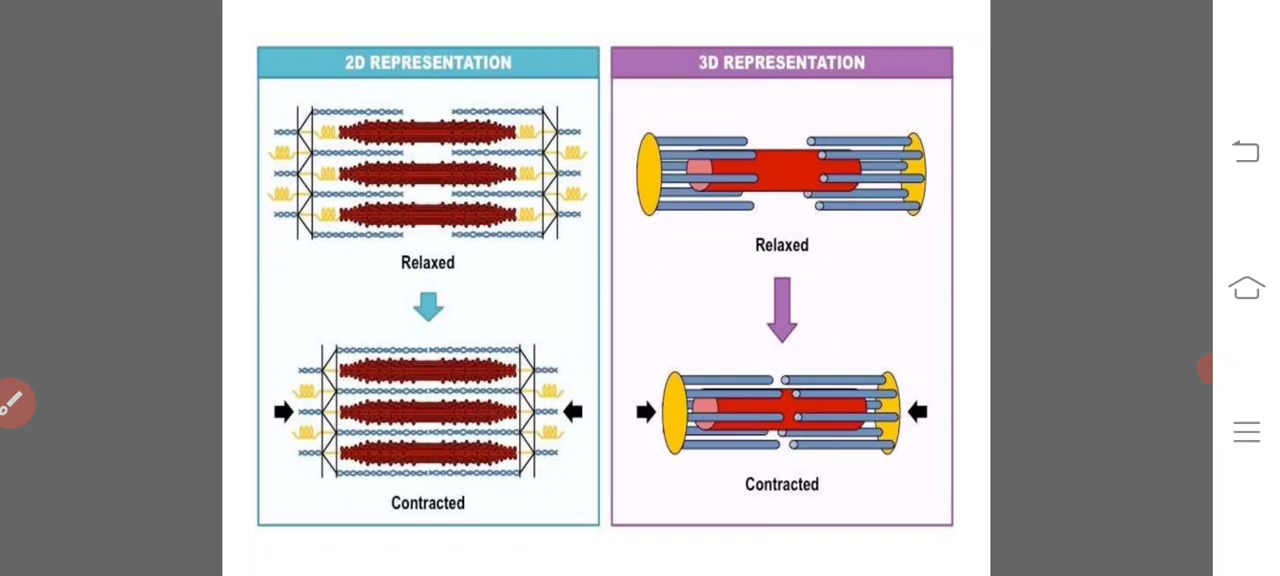 2D REPRESENTATION
Relaxed
Contracted
3D REPRESENTATION
Relaxed
Contracted